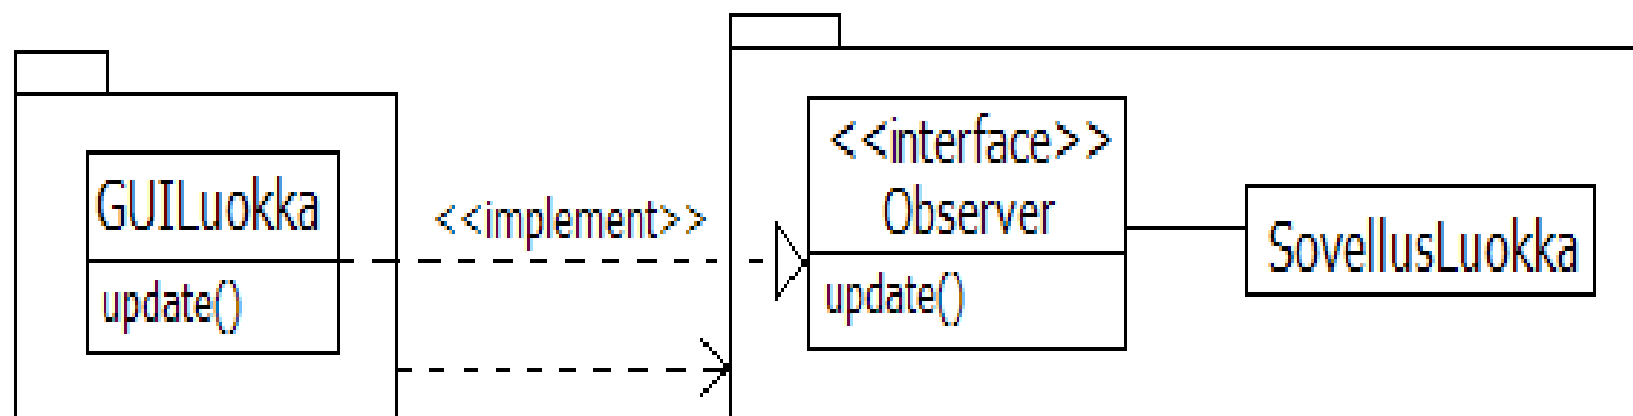 GUILuokka
update()
<<implement>>
<<interface>>
Observer
update()
SovellusLuokka